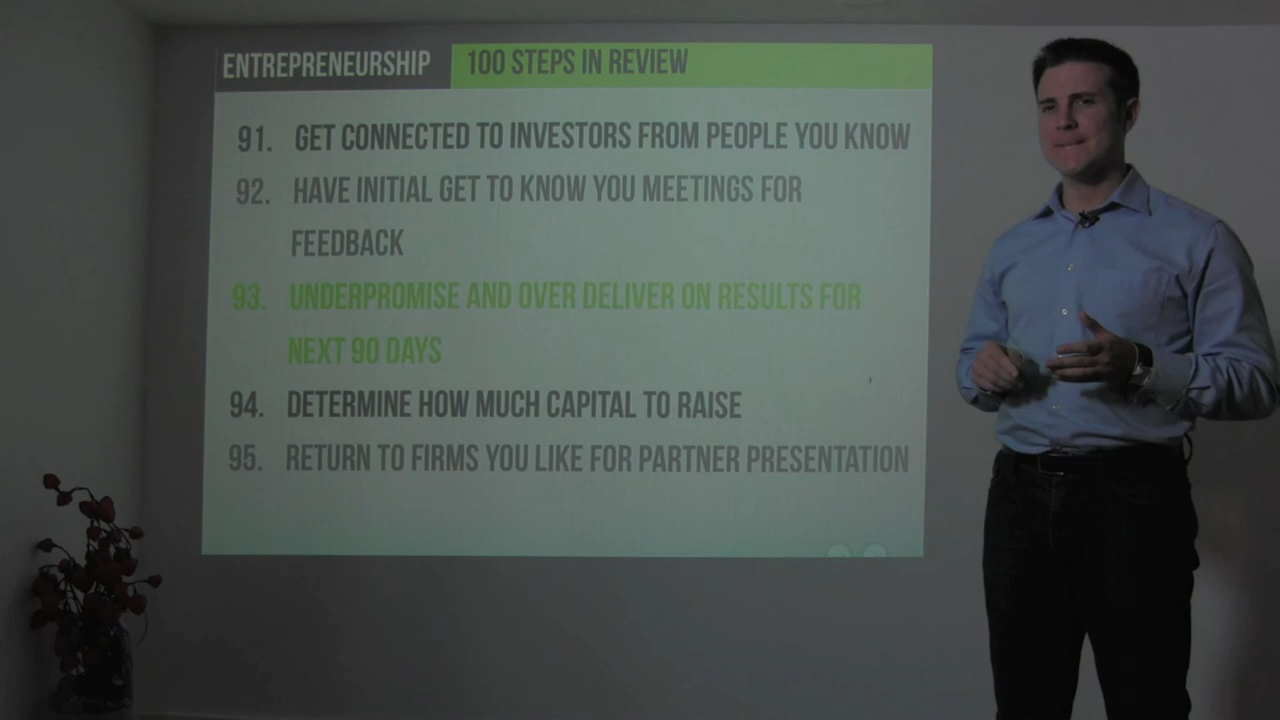 ENTREPRENEURSHIP 100 STEPS IN REVIEW
91. GET CONNECTED TO INVESTORS FROM PEOPLE YOU KNOW
92. HAVE INITIAL GET TO KNOW YOU MEETINGS FOR
FEEDBACK
93. UNDERPROMISE AND OVER DELIVER ON RESULTS FOR
NEXT 90 DAYS
94. DETERMINE HOW MUCH CAPITAL TO RAISE
95. RETURN TO FIRMS YOU LIKE FOR PARTNER PRESENTATION